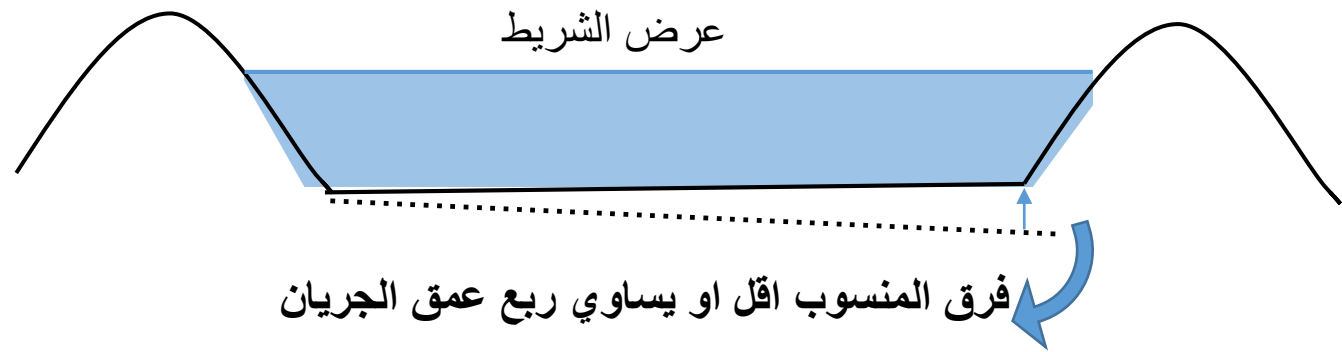 عرض الشريط
فرق المنسوب اقل او يساوي ربع عمق الجريان